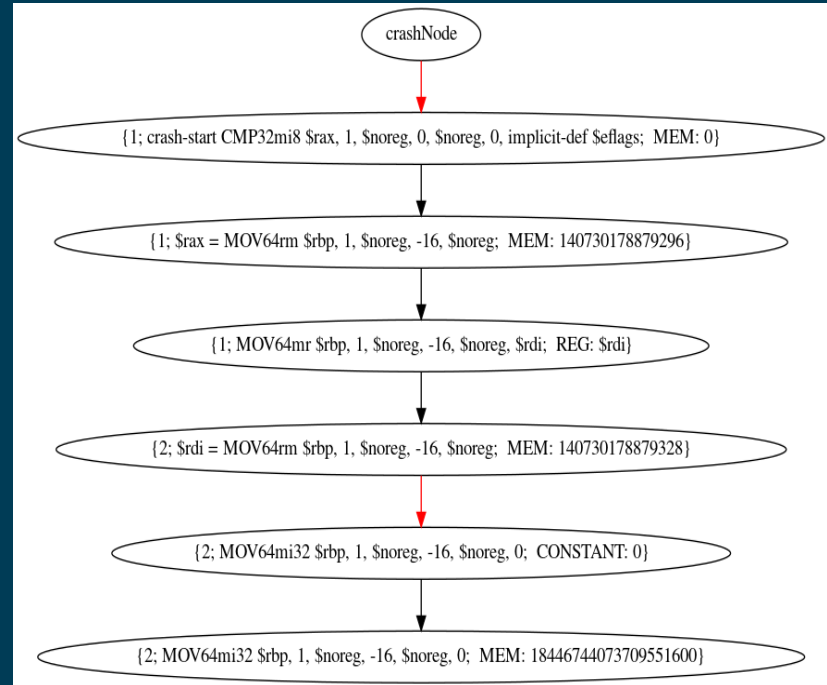 crashNode
{1; crash-start CMP32mi8 $rax, 1, $noreg, 0, $noreg, 0, implicit-def $eflags;  MEM: 0}
{1; $rax = MOV64rm $rbp, 1, $noreg, -16, $noreg;  MEM: 140730178879296}
{1; MOV64mr $rbp, 1, $noreg, -16, $noreg, $rdi;  REG: $rdi}
{2; $rdi = MOV64rm $rbp, 1, $noreg, -16, $noreg;  MEM: 140730178879328}
{2; MOV64mi32 $rbp, 1, $noreg, -16, $noreg, 0;  CONSTANT: 0}
{2; MOV64mi32 $rbp, 1, $noreg, -16, $noreg, 0;  MEM: 18446744073709551600}